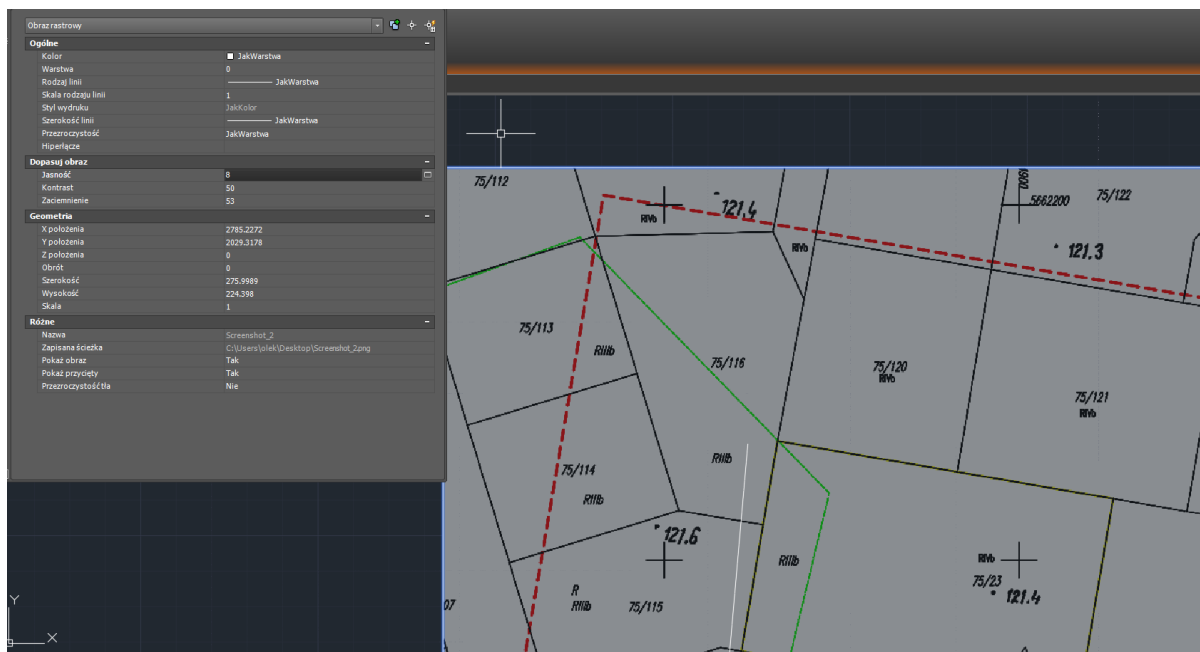 Obraz rastrowy
Ogólne
Kolor JakWarstwa
Warstwa 0
Rodzaj linii JakWarstwa
Skala rodzaju linii 1
Styl wydruku JakKolor
Szerokość linii JakWarstwa
Przezroczystość JakWarstwa
Hiperłącze
Dopasuj obraz
Jasność 8
Kontrast 50
Zaciemnienie 53
Geometria
X położenia 2785.2272
Y położenia 2029.3178
Z położenia 0
Obrót 0
Szerokość 275.9989
Wysokość 224.398
Skala 1
Różne
Nazwa Screenshot_2
Zapisana ścieżka C:\Users\olek\Desktop\Screenshot_2.png
Pokaż obraz Tak
Pokaż przycięty Tak
Przezroczystość tła Nie
75/112
RIVb
121.4
RIVb
5662200
75/122
121.3
75/113
RIIIb
75/116
75/120
RIVb
75/121
RIVb
75/114
RIIIb
RIIIb
121.6
RIIIb
RIVb
75/23
121.4
R
RIIIb
75/115
07
Y
X